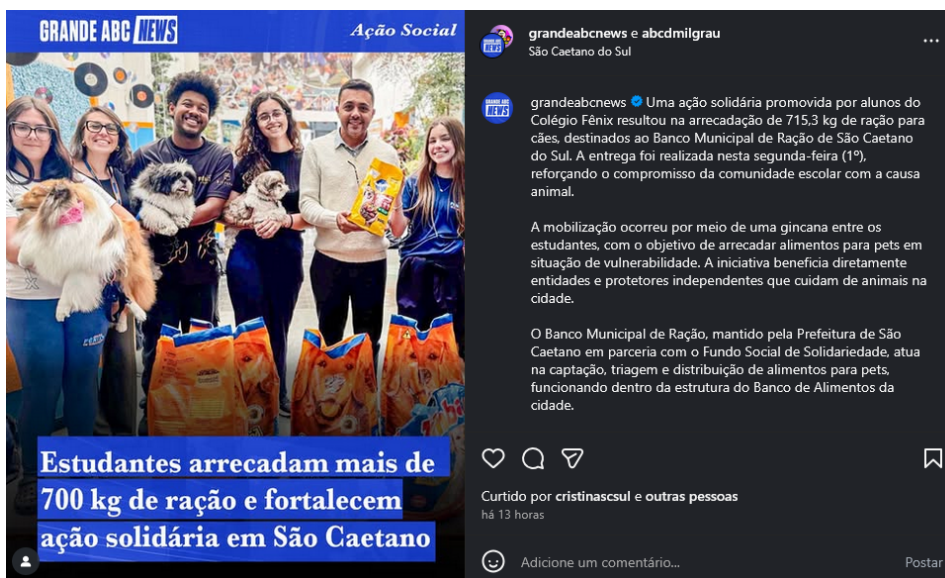 GRANDE ABC NEWS
Ação Social
Estudantes arrecadam mais de
700 kg de ração e fortalecem
ação solidária em São Caetano
grandeabcnews e abcdmilgrau
São Caetano do Sul
grandeabcnews Uma ação solidária promovida por alunos do
Colégio Fênix resultou na arrecadação de 715,3 kg de ração para
cães, destinados ao Banco Municipal de Ração de São Caetano
do Sul. A entrega foi realizada nesta segunda-feira (1º),
reforçando o compromisso da comunidade escolar com a causa
animal.
A mobilização ocorreu por meio de uma gincana entre os
estudantes, com o objetivo de arrecadar alimentos para pets em
situação de vulnerabilidade. A iniciativa beneficia diretamente
entidades e protetores independentes que cuidam de animais na
cidade.
O Banco Municipal de Ração, mantido pela Prefeitura de São
Caetano em parceria com o Fundo Social de Solidariedade, atua
na captação, triagem e distribuição de alimentos para pets,
funcionando dentro da estrutura do Banco de Alimentos da
cidade.
Curtido por cristinascsul e outras pessoas
há 13 horas
Adicione um comentário...
Postar